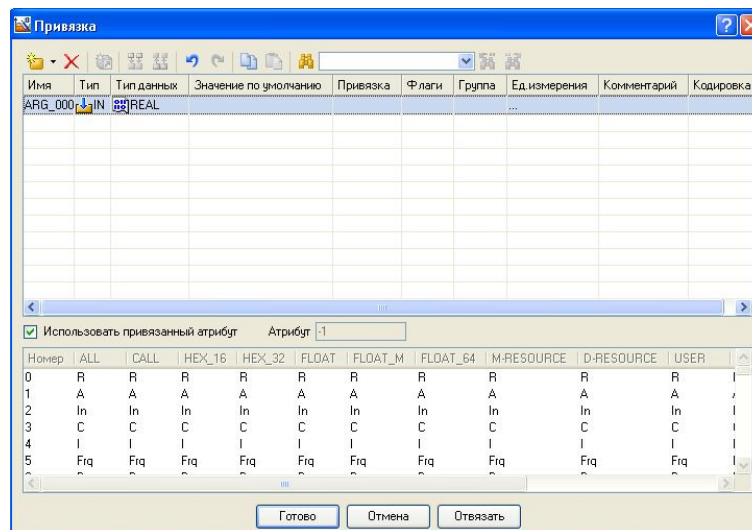 Привязка
Имя Тип Тип данных Значение по умолчанию Привязка Флаги Группа Ед.измерения Комментарий Кодировка
ARG_000 IN REAL ...
Использовать привязанный атрибут Атрибут -1
Номер ALL CALL HEX_16 HEX_32 FLOAT FLOAT_M FLOAT_64 M-RESOURCE D-RESOURCE USER
0 R R R R R R R R R R
1 A A A A A A A A A A
2 In In In In In In In In In In
3 C C C C C C C C C C
4 I I I I I I I I I I
5 Frq Frq Frq Frq Frq Frq Frq Frq Frq Frq
Готово Отмена Отвязать